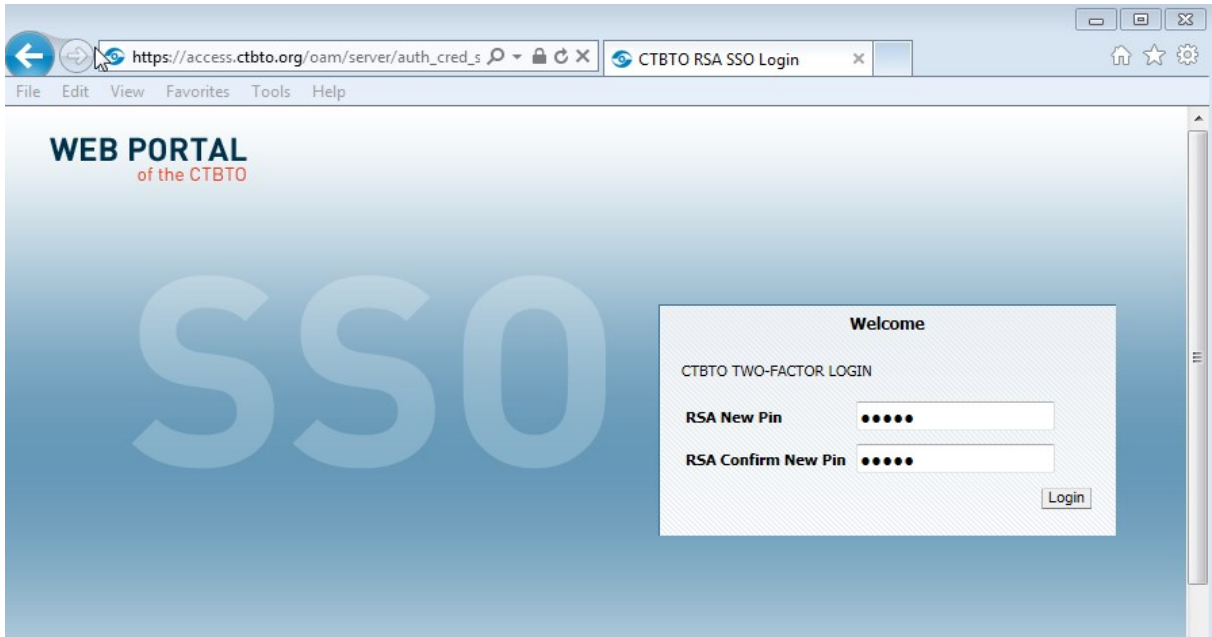 https://access.ctbto.org/oam/server/auth_cred_s
CTBTO RSA SSO Login
File Edit View Favorites Tools Help
WEB PORTAL
of the CTBTO
SSO
Welcome
CTBTO TWO-FACTOR LOGIN
RSA New Pin •••••
RSA Confirm New Pin •••••
Login